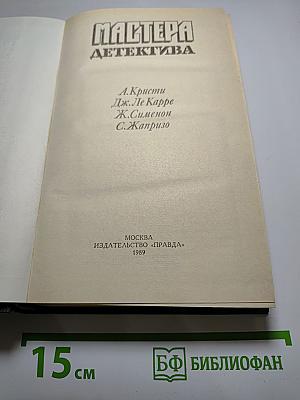 МАСТЕРА
ДЕТЕКТИВА
А. Кристи
Дж. Ле Карре
Ж. Сименон
С. Жапризо
МОСКВА
ИЗДАТЕЛЬСТВО «ПРАВДА»
1989
15 см
БФ БИБЛИОФАН